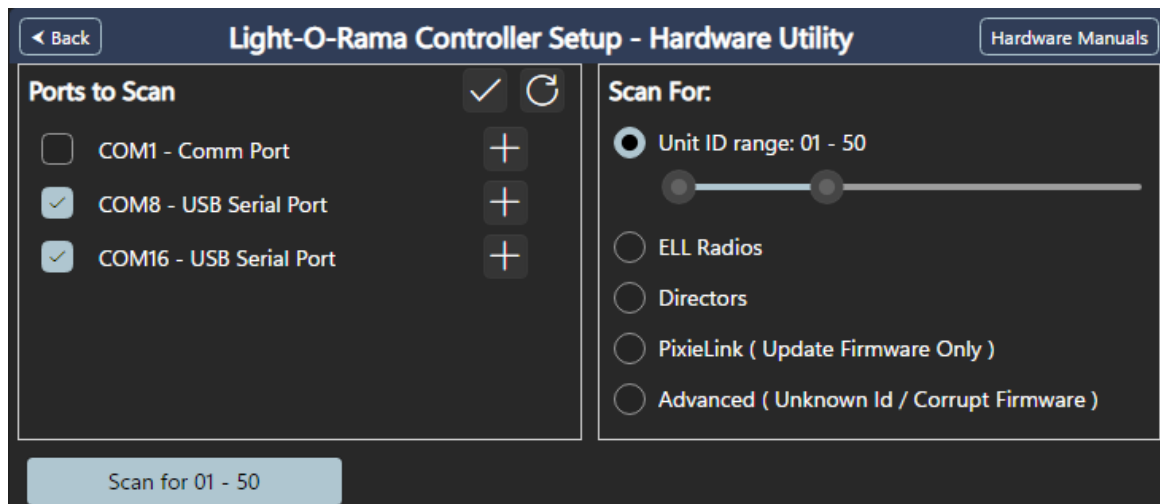 Back
Light-O-Rama Controller Setup - Hardware Utility
Hardware Manuals
Ports to Scan
COM1 - Comm Port
COM8 - USB Serial Port
COM16 - USB Serial Port
Scan For:
Unit ID range: 01 - 50
ELL Radios
Directors
PixieLink ( Update Firmware Only )
Advanced ( Unknown Id / Corrupt Firmware )
Scan for 01 - 50